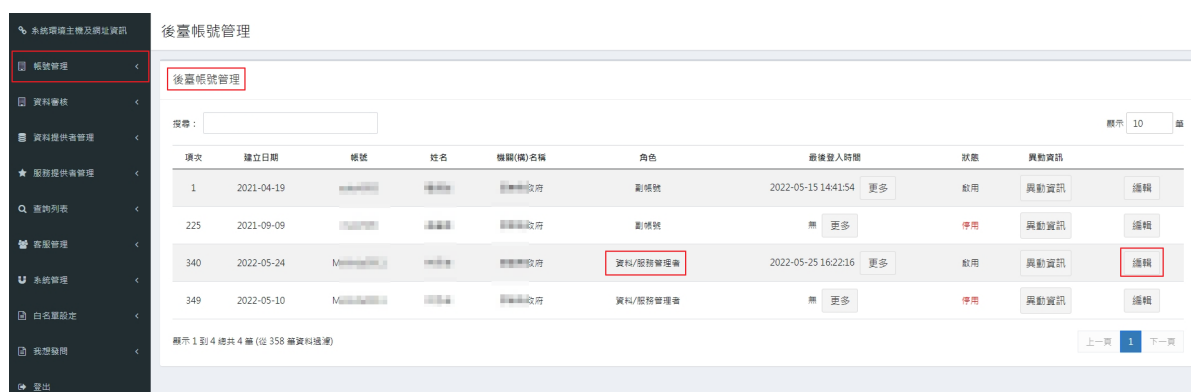 系統環境主機及網址資訊
帳號管理
資料審核
資料提供者管理
服務提供者管理
查詢列表
客服管理
系統管理
白名單設定
我想發問
登出
後臺帳號管理
後臺帳號管理
搜尋：
顯示 10 筆
項次 建立日期 帳號 姓名 機關(構)名稱 角色 最後登入時間 狀態 異動資訊
1 2021-04-19 政府 副帳號 2022-05-15 14:41:54 更多 啟用 異動資訊 編輯
225 2021-09-09 政府 副帳號 無 更多 停用 異動資訊 編輯
340 2022-05-24 M 政府 資料/服務管理者 2022-05-25 16:22:16 更多 啟用 異動資訊 編輯
349 2022-05-10 M 政府 資料/服務管理者 無 更多 停用 異動資訊 編輯
顯示 1 到 4 總共 4 筆 (從 358 筆資料過濾)
上一頁 1 下一頁